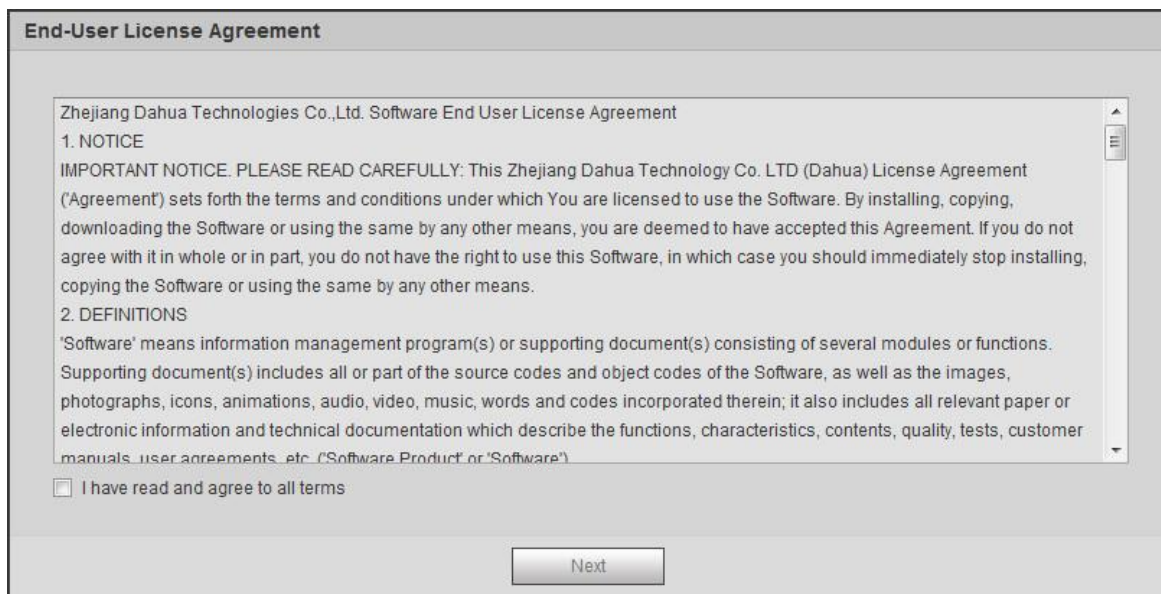 End-User License Agreement
Zhejiang Dahua Technologies Co.,Ltd. Software End User License Agreement
1. NOTICE
IMPORTANT NOTICE. PLEASE READ CAREFULLY: This Zhejiang Dahua Technology Co. LTD (Dahua) License Agreement
('Agreement') sets forth the terms and conditions under which You are licensed to use the Software. By installing, copying,
downloading the Software or using the same by any other means, you are deemed to have accepted this Agreement. If you do not
agree with it in whole or in part, you do not have the right to use this Software, in which case you should immediately stop installing,
copying the Software or using the same by any other means.
2. DEFINITIONS
'Software' means information management program(s) or supporting document(s) consisting of several modules or functions.
Supporting document(s) includes all or part of the source codes and object codes of the Software, as well as the images,
photographs, icons, animations, audio, video, music, words and codes incorporated therein; it also includes all relevant paper or
electronic information and technical documentation which describe the functions, characteristics, contents, quality, tests, customer
manuals, user agreements, etc. ('Software Product' or 'Software')
I have read and agree to all terms
Next